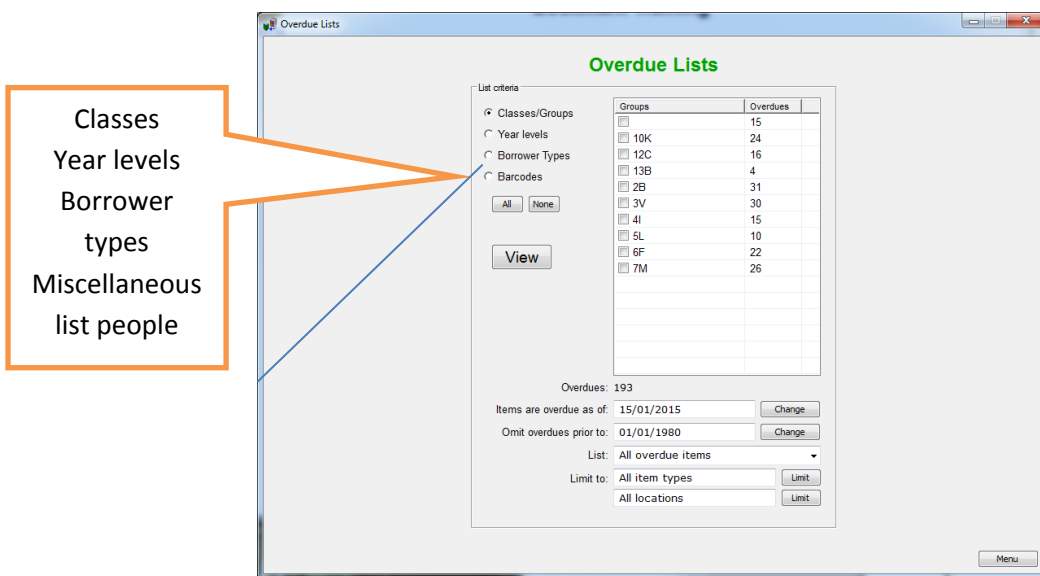 Overdue Lists
Overdue Lists
Classes
Year levels
Borrower
types
Miscellaneous
list people
List criteria
Classes/Groups
Year levels
Borrower Types
Barcodes
All None
View
Groups Overdues
15
10K 24
12C 16
13B 4
2B 31
3V 30
4I 15
5L 10
6F 22
7M 26
Overdues: 193
Items are overdue as of: 15/01/2015 Change
Omit overdues prior to: 01/01/1980 Change
List: All overdue items
Limit to: All item types Limit
All locations Limit
Menu